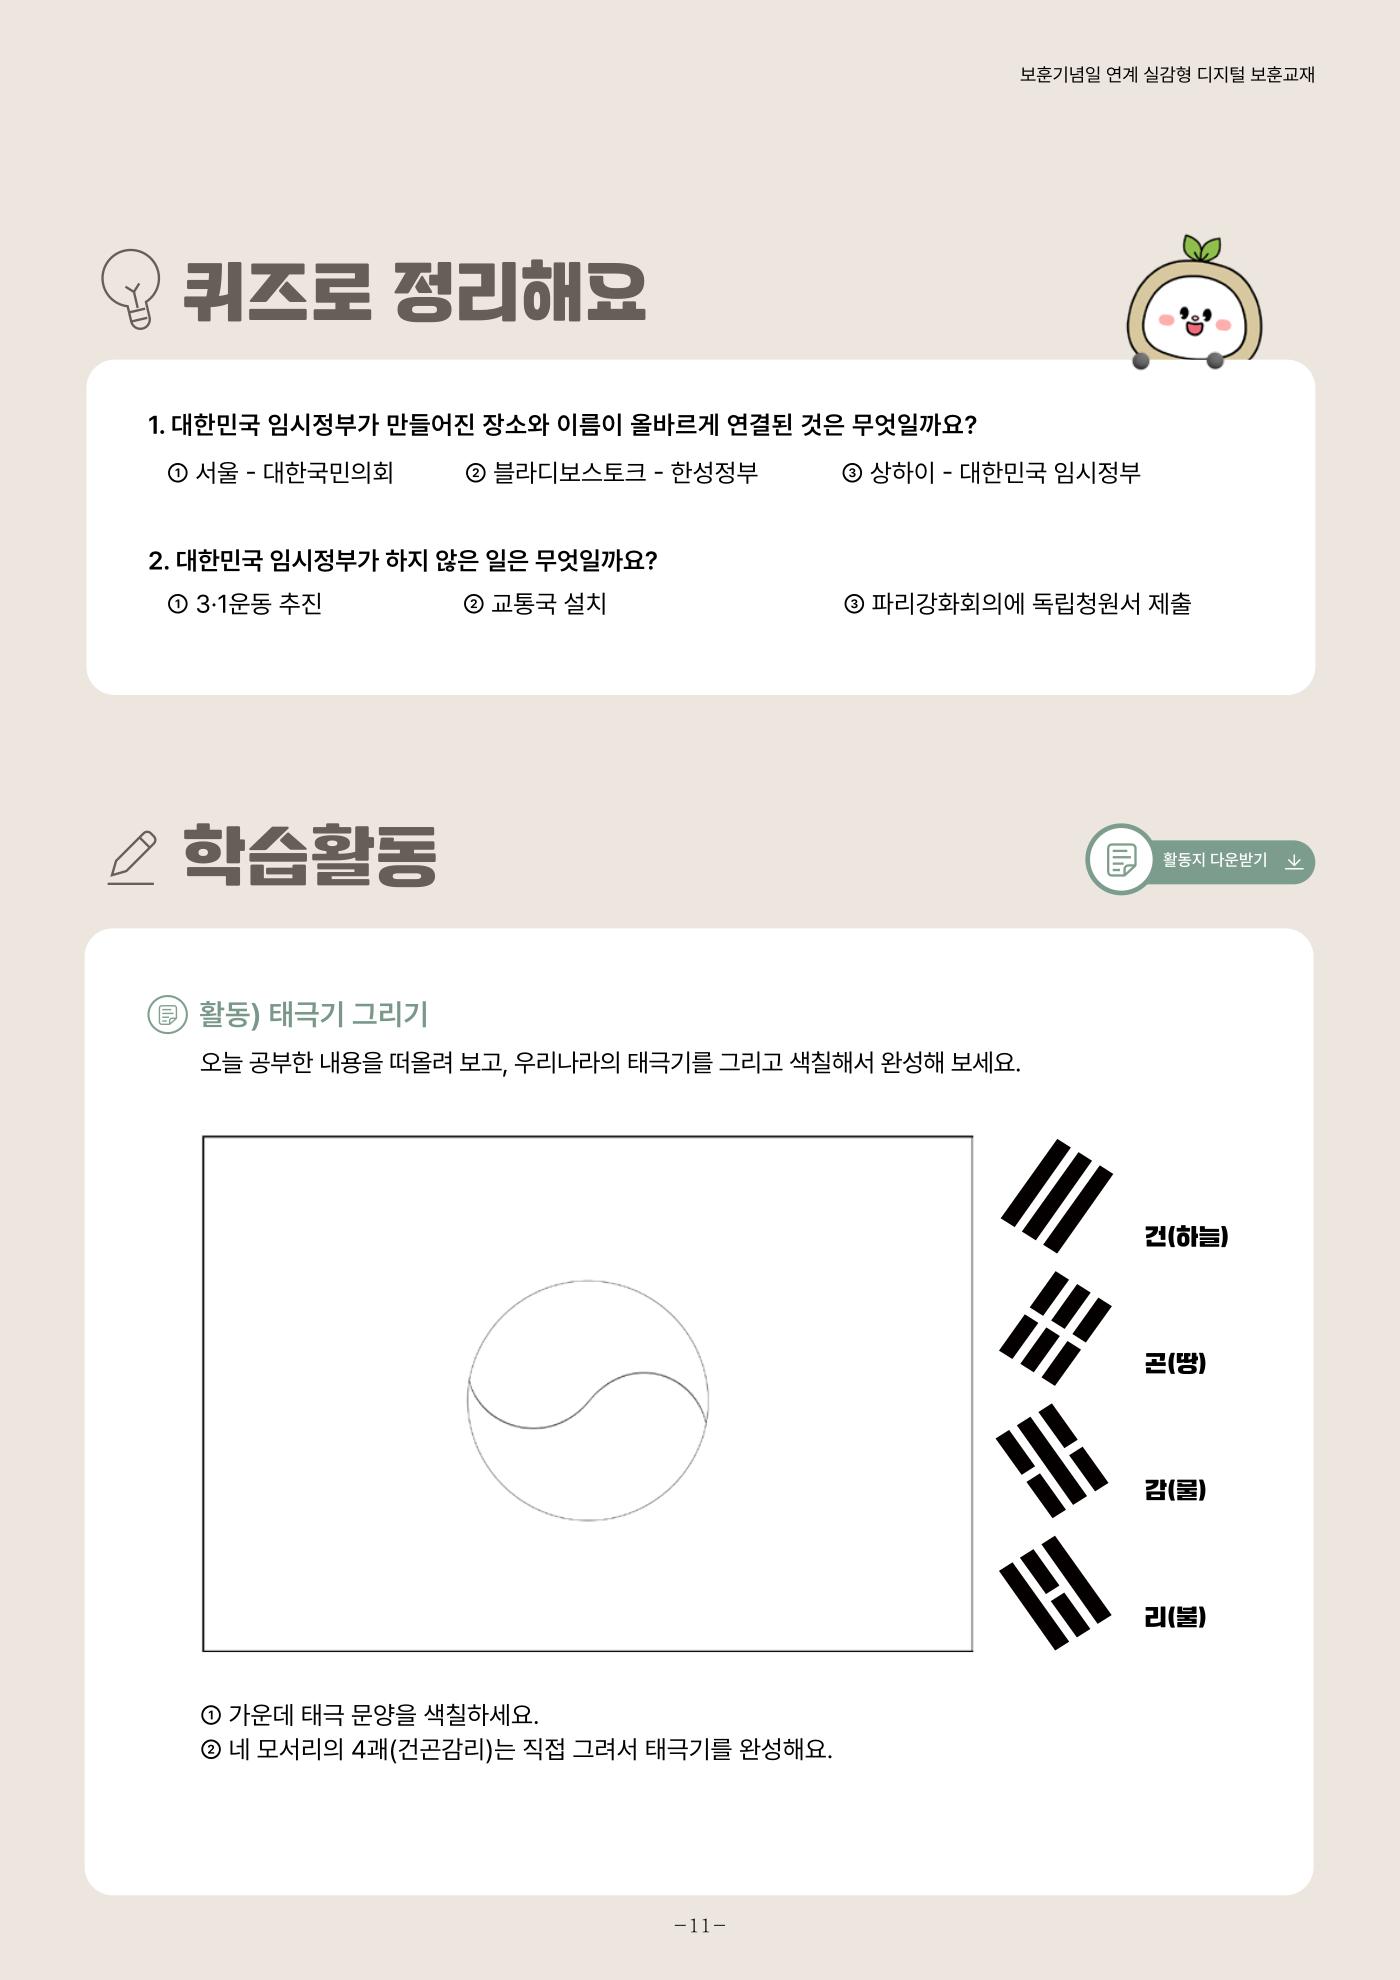 보훈기념일 연계 실감형 디지털 보훈교재
퀴즈로 정리해요
1. 대한민국 임시정부가 만들어진 장소와 이름이 올바르게 연결된 것은 무엇일까요?
① 서울 - 대한국민의회 ② 블라디보스토크 - 한성정부 ③ 상하이 - 대한민국 임시정부
2. 대한민국 임시정부가 하지 않은 일은 무엇일까요?
① 3·1운동 추진 ② 교통국 설치 ③ 파리강화회의에 독립청원서 제출
학습활동
활동지 다운받기
활동) 태극기 그리기
오늘 공부한 내용을 떠올려 보고, 우리나라의 태극기를 그리고 색칠해서 완성해 보세요.
건(하늘)
곤(땅)
감(물)
리(불)
① 가운데 태극 문양을 색칠하세요.
② 네 모서리의 4괘(건곤감리)는 직접 그려서 태극기를 완성해요.
-11-